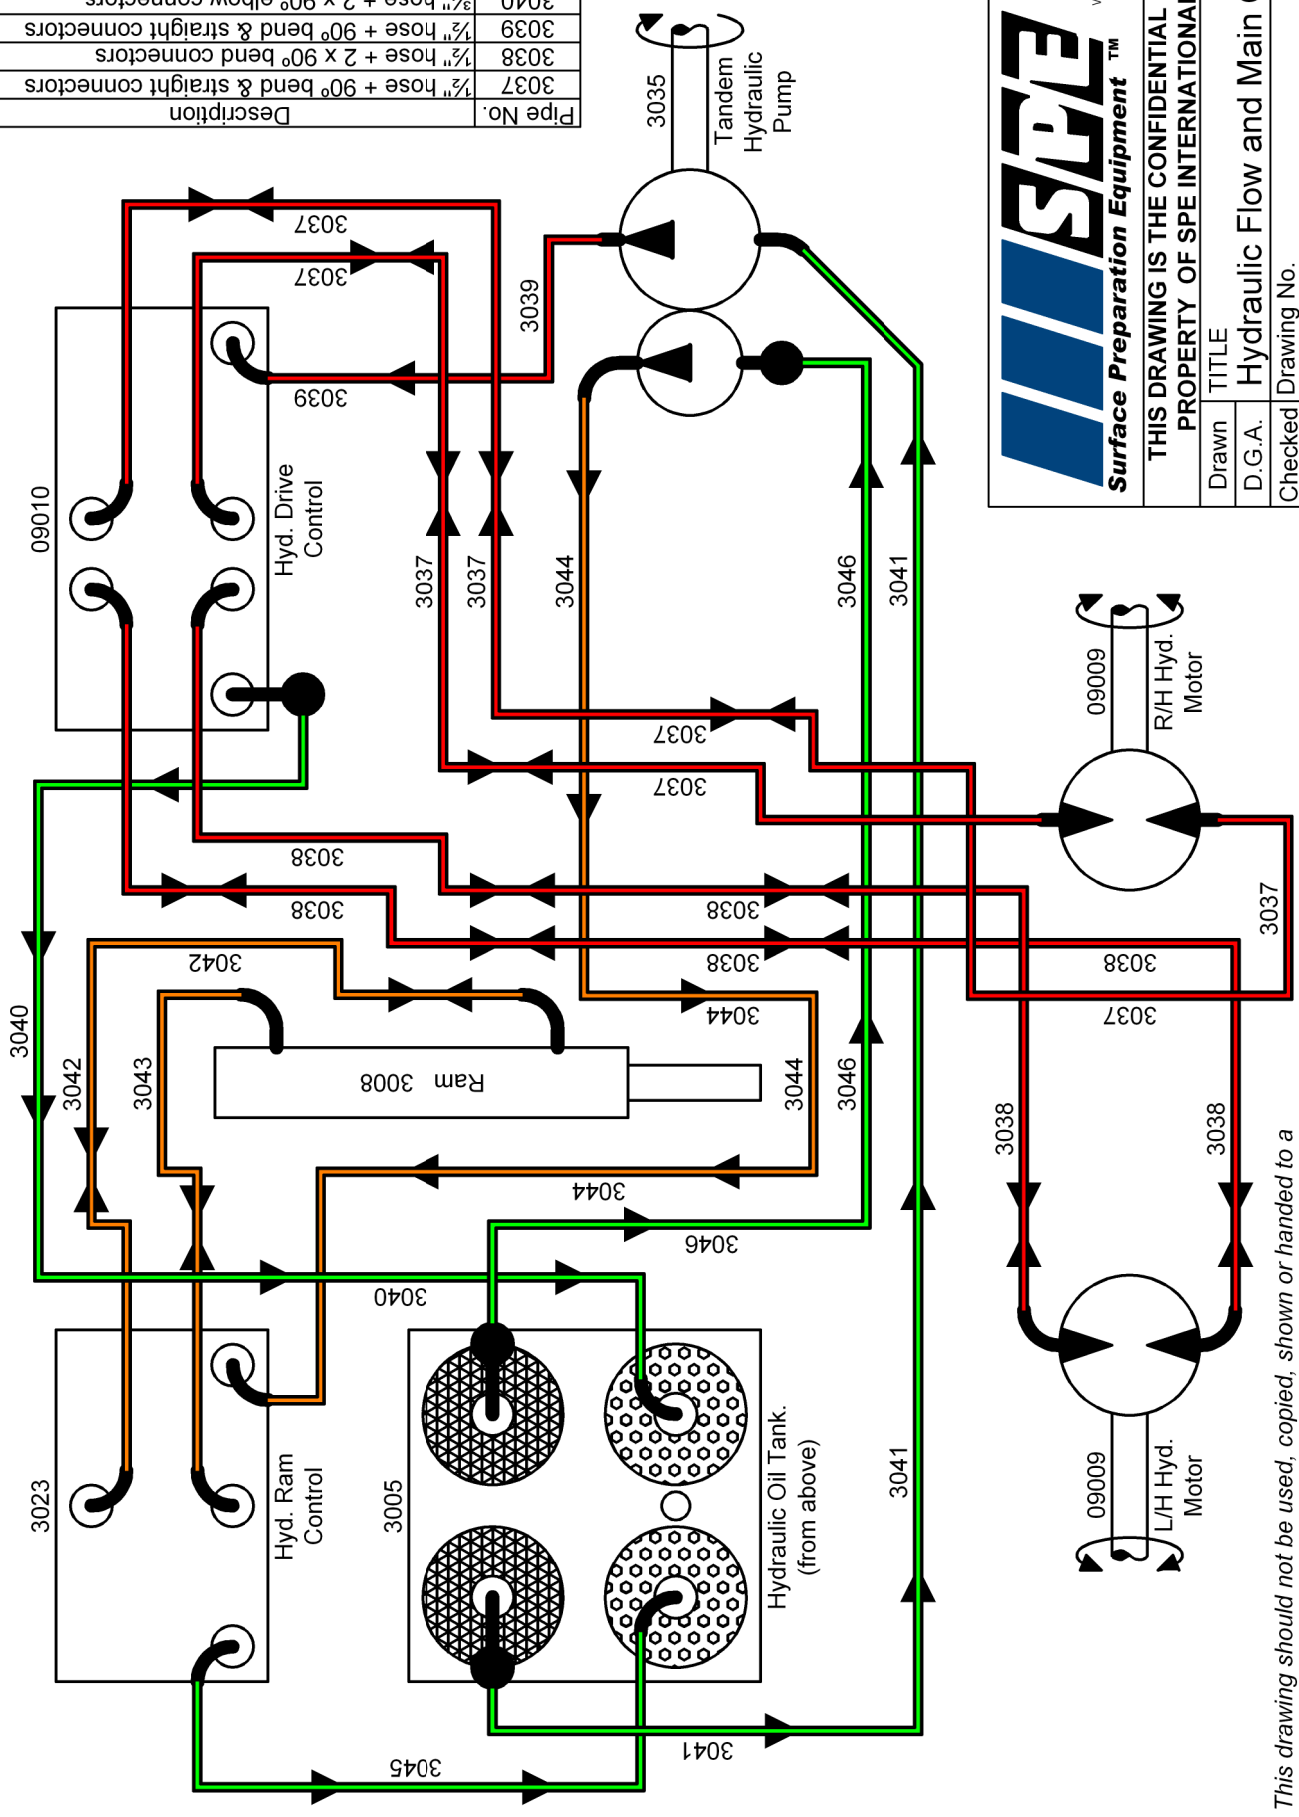 Pipe No. Description
3037 ½" hose + 90º bend & straight connectors
3038 ½" hose + 2 x 90º bend connectors
3039 ½" hose + 90º bend & straight connectors
3040 ¾" hose + 2 x 90º elbow connectors
3023
Hyd. Ram
Control
09010
Hyd. Drive
Control
3040
3042
3043
3042
3038
3038
3039
3037
3037
3045
3040
3005
Hydraulic Oil Tank.
(from above)
Ram 3008
3044
3046
3044
3044
3046
3041
3041
3038
3038
3037
3037
3037
3037
3044
3046
3041
3039
3035
Tandem
Hydraulic
Pump
09009
L/H Hyd.
Motor
3038
3038
3038
3037
3037
09009
R/H Hyd.
Motor
SPE
Surface Preparation Equipment ™
THIS DRAWING IS THE CONFIDENTIAL
PROPERTY OF SPE INTERNATIONAL
Drawn TITLE
D.G.A. Hydraulic Flow and Main
Checked Drawing No.
This drawing should not be used, copied, shown or handed to a